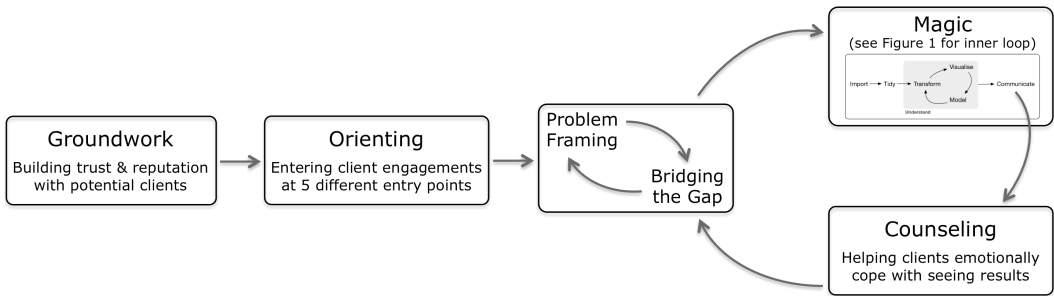 Groundwork
Building trust & reputation
with potential clients
Orienting
Entering client engagements
at 5 different entry points
Problem
Framing
Bridging
the Gap
Magic
(see Figure 1 for inner loop)
Import
Tidy
Transform
Visualise
Model
Communicate
Understand
Counseling
Helping clients emotionally
cope with seeing results